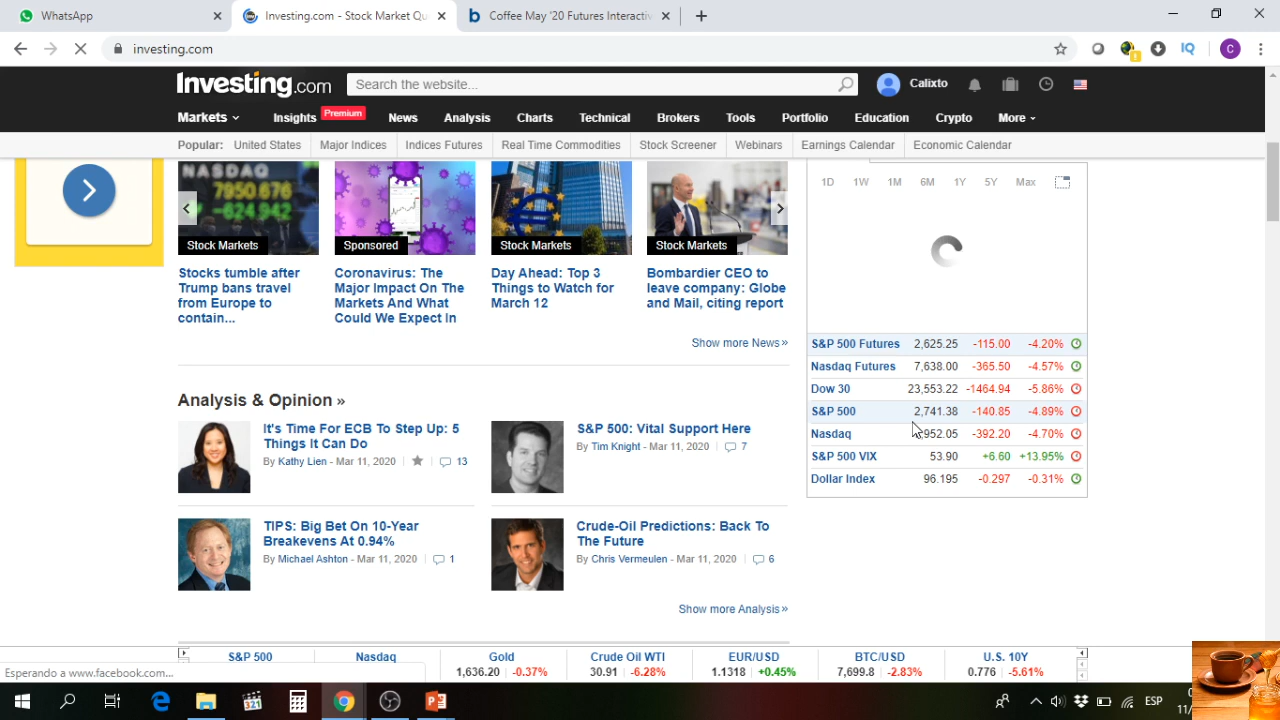 WhatsApp
Investing.com - Stock Market Qu
Coffee May '20 Futures Interactiv
investing.com
IQ
C
Investing.com
Search the website...
Calixto
Markets
Insights
Premium
News
Analysis
Charts
Technical
Brokers
Tools
Portfolio
Education
Crypto
More
Popular:
United States
Major Indices
Indices Futures
Real Time Commodities
Stock Screener
Webinars
Earnings Calendar
Economic Calendar
NASDAQ
7950 676
-624.942
Stock Markets
Sponsored
Stock Markets
Stock Markets
Stocks tumble after
Trump bans travel
from Europe to
contain...
Coronavirus: The
Major Impact On The
Markets And What
Could We Expect In
Day Ahead: Top 3
Things to Watch for
March 12
Bombardier CEO to
leave company: Globe
and Mail, citing report
Show more News»
1D 1W 1M 6M 1Y 5Y Max
S&P 500 Futures 2,625.25 -115.00 -4.20%
Nasdaq Futures 7,638.00 -365.50 -4.57%
Dow 30 23,553.22 -1464.94 -5.86%
S&P 500 2,741.38 -140.85 -4.89%
Nasdaq 952.05 -392.20 -4.70%
S&P 500 VIX 53.90 +6.60 +13.95%
Dollar Index 96.195 -0.297 -0.31%
Analysis & Opinion »
It's Time For ECB To Step Up: 5
Things It Can Do
By Kathy Lien - Mar 11, 2020 13
S&P 500: Vital Support Here
By Tim Knight - Mar 11, 2020 7
TIPS: Big Bet On 10-Year
Breakevens At 0.94%
By Michael Ashton - Mar 11, 2020 1
Crude-Oil Predictions: Back To
The Future
By Chris Vermeulen - Mar 11, 2020 6
Show more Analysis»
S&P 500
Nasdaq
Gold
1,636.20 -0.37%
Crude Oil WTI
30.91 -6.28%
EUR/USD
1.1318 +0.45%
BTC/USD
7,699.8 -2.83%
U.S. 10Y
0.776 -5.61%
Esperando a www.facebook.com...
321
ESP
11/